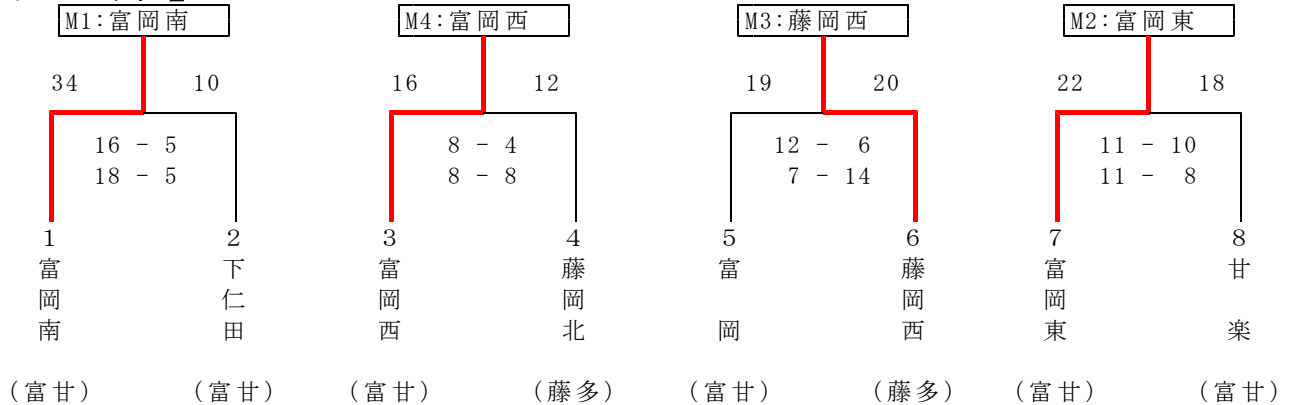 M1:富岡南 M4:富岡西 M3:藤岡西 M2:富岡東
34 10 16 12 19 20 22 18
16 - 5 8 - 4 12 - 6 11 - 10
18 - 5 8 - 8 7 - 14 11 - 8
1 2 3 4 5 6 7 8
富岡南 下仁田 富岡西 藤岡北 富岡 藤岡西 富岡東 甘楽
(富甘) (富甘) (富甘) (藤多) (富甘) (藤多) (富甘) (富甘)